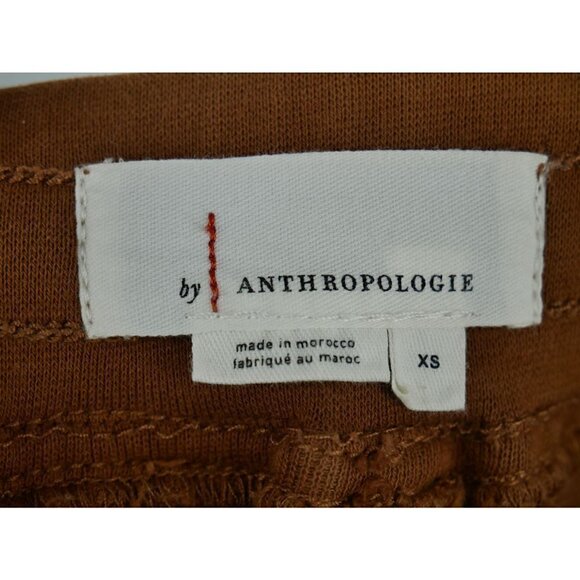 by ANTHROPOLOGIE
made in morocco
fabriqué au maroc
XS